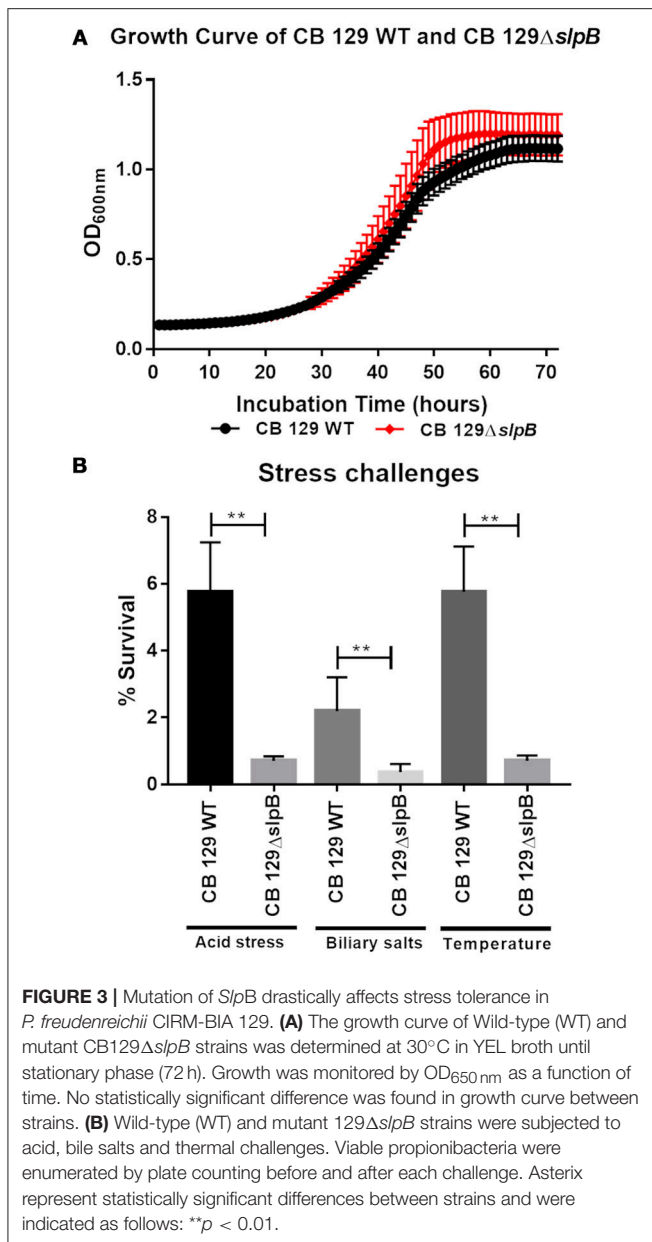 A Growth Curve of CB 129 WT and CB 129ΔslpB
1.5
1.0
0.5
0.0
OD600nm
0 10 20 30 40 50 60 70
Incubation Time (hours)
CB 129 WT CB 129ΔslpB
B Stress challenges
8
6
4
2
0
% Survival
** ** **
CB 129 WT
CB 129ΔslpB
CB 129 WT
CB 129ΔslpB
CB 129 WT
CB 129ΔslpB
Acid stress Biliary salts Temperature
FIGURE 3 | Mutation of SlpB drastically affects stress tolerance in
P. freudenreichii CIRM-BIA 129. (A) The growth curve of Wild-type (WT) and
mutant CB129ΔslpB strains was determined at 30°C in YEL broth until
stationary phase (72 h). Growth was monitored by OD650 nm as a function of
time. No statistically significant difference was found in growth curve between
strains. (B) Wild-type (WT) and mutant 129ΔslpB strains were subjected to
acid, bile salts and thermal challenges. Viable propionibacteria were
enumerated by plate counting before and after each challenge. Asterix
represent statistically significant differences between strains and were
indicated as follows: **p < 0.01.